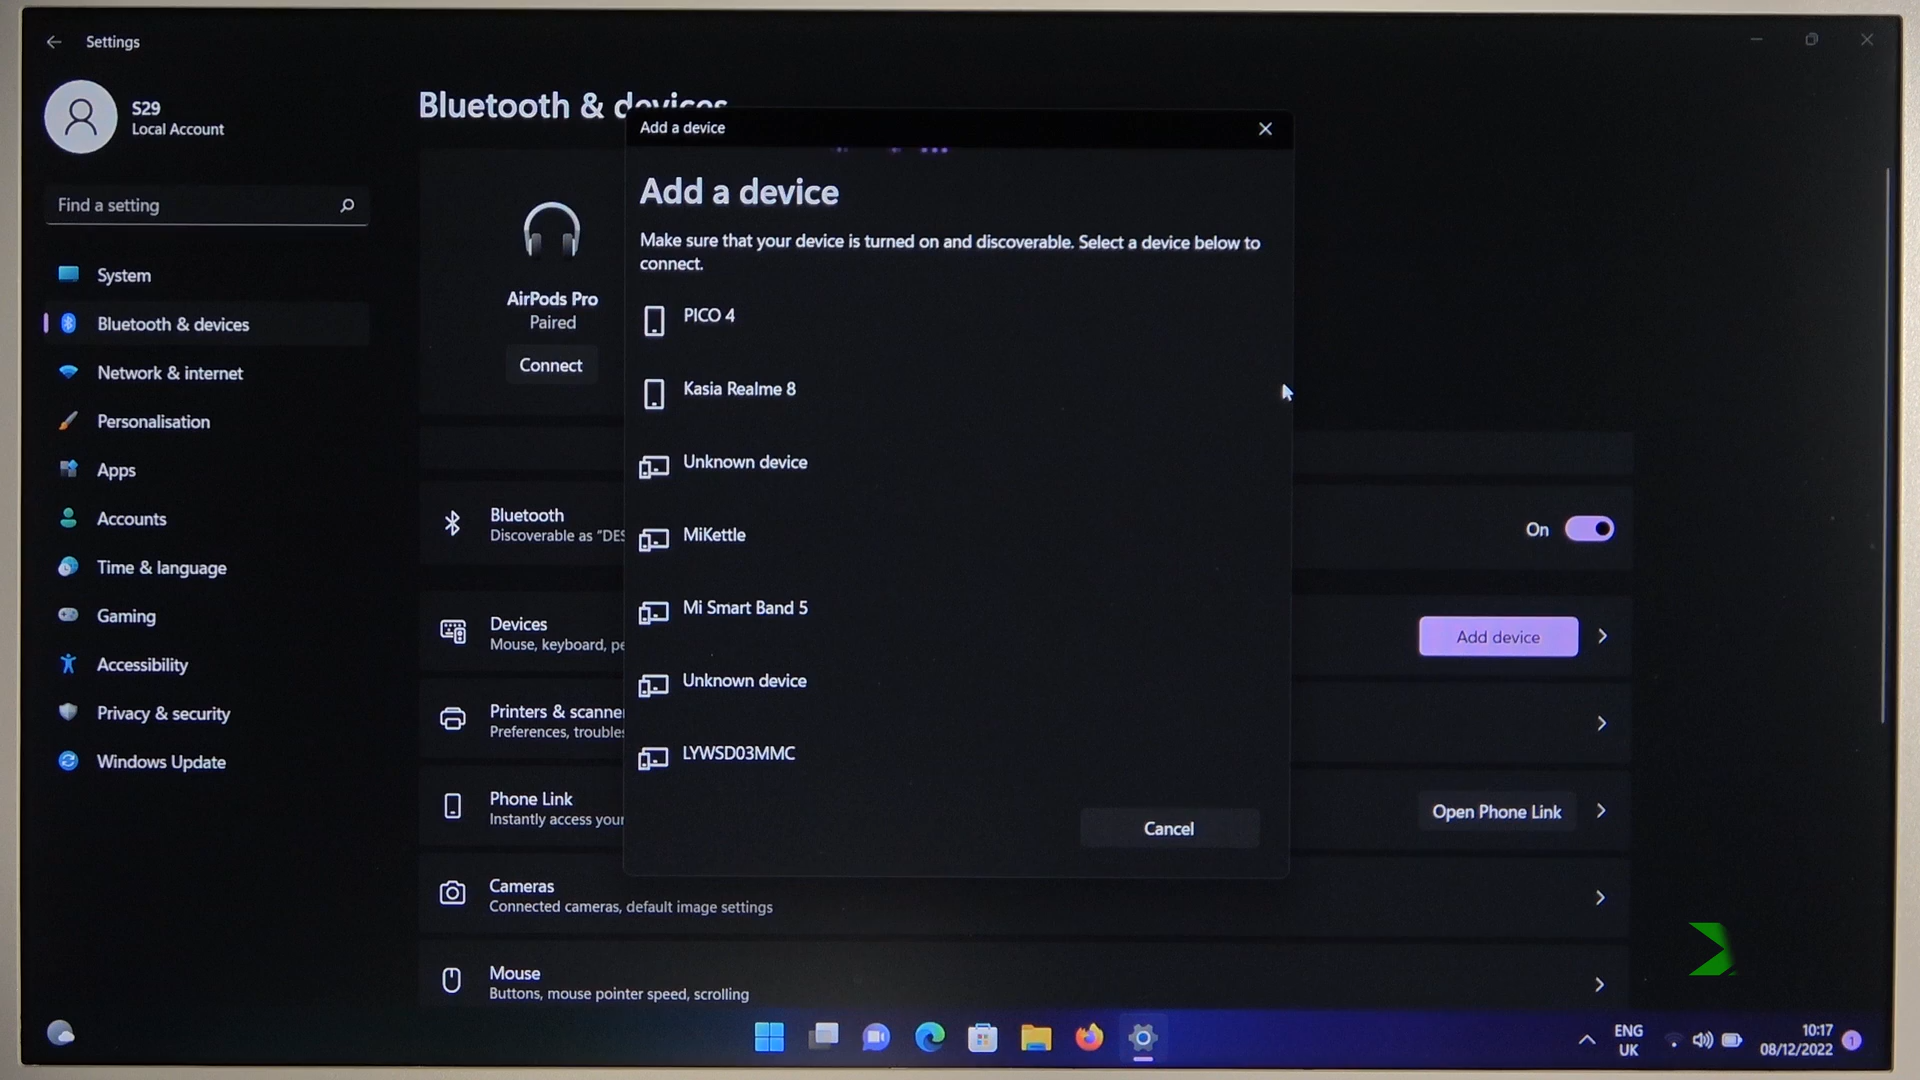 Settings
S29
Local Account
Find a setting
System
Bluetooth & devices
Network & internet
Personalisation
Apps
Accounts
Time & language
Gaming
Accessibility
Privacy & security
Windows Update
Bluetooth & devices
AirPods Pro
Paired
Connect
Bluetooth
Discoverable as "DES
On
Devices
Mouse, keyboard, pe
Add device
Printers & scanne
Preferences, trouble
Phone Link
Instantly access your
Open Phone Link
Cameras
Connected cameras, default image settings
Mouse
Buttons, mouse pointer speed, scrolling
Add a device
Add a device
Make sure that your device is turned on and discoverable. Select a device below to
connect.
PICO 4
Kasia Realme 8
Unknown device
MiKettle
Mi Smart Band 5
Unknown device
LYWSD03MMC
Cancel
ENG
UK
10:17
08/12/2022
1